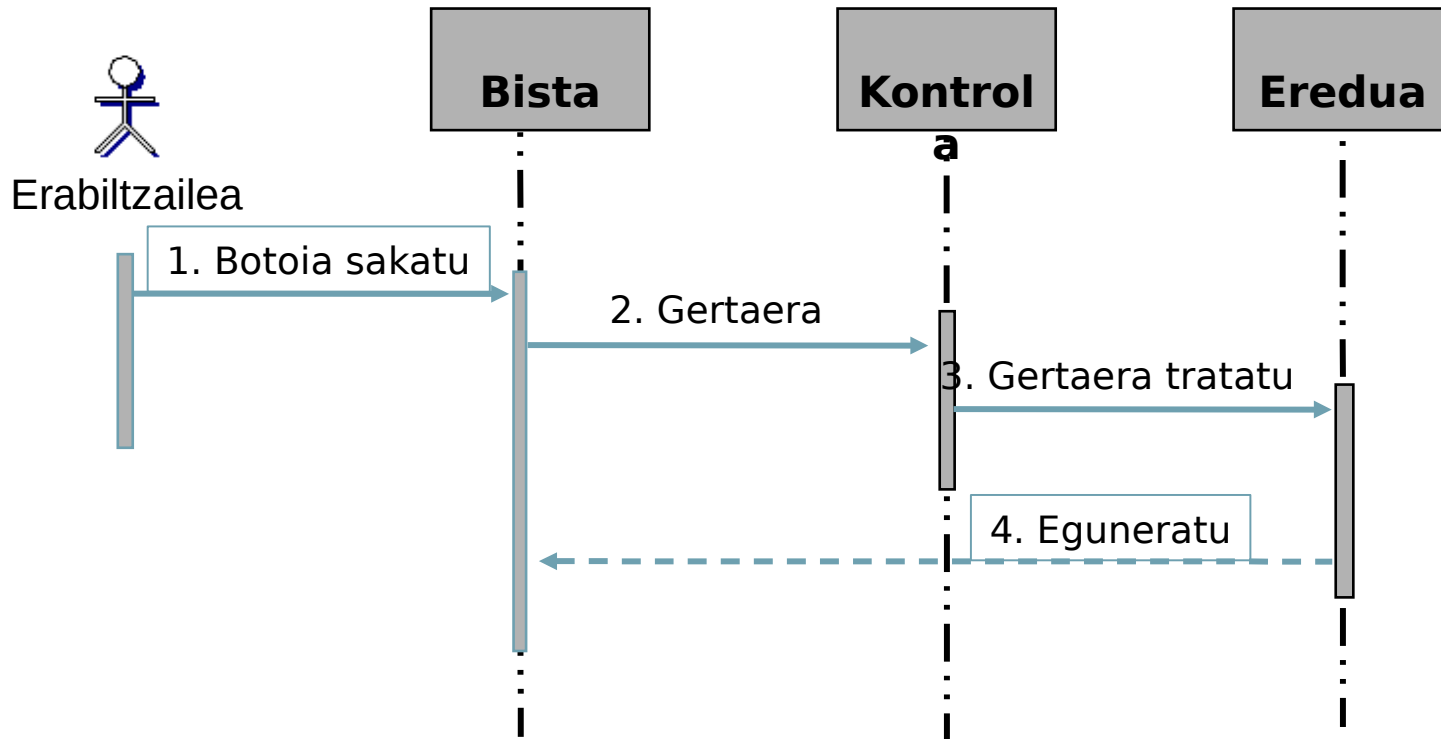 Bista
Kontrol
a
Eredua
Erabiltzailea
1. Botoia sakatu
2. Gertaera
3. Gertaera tratatu
4. Eguneratu